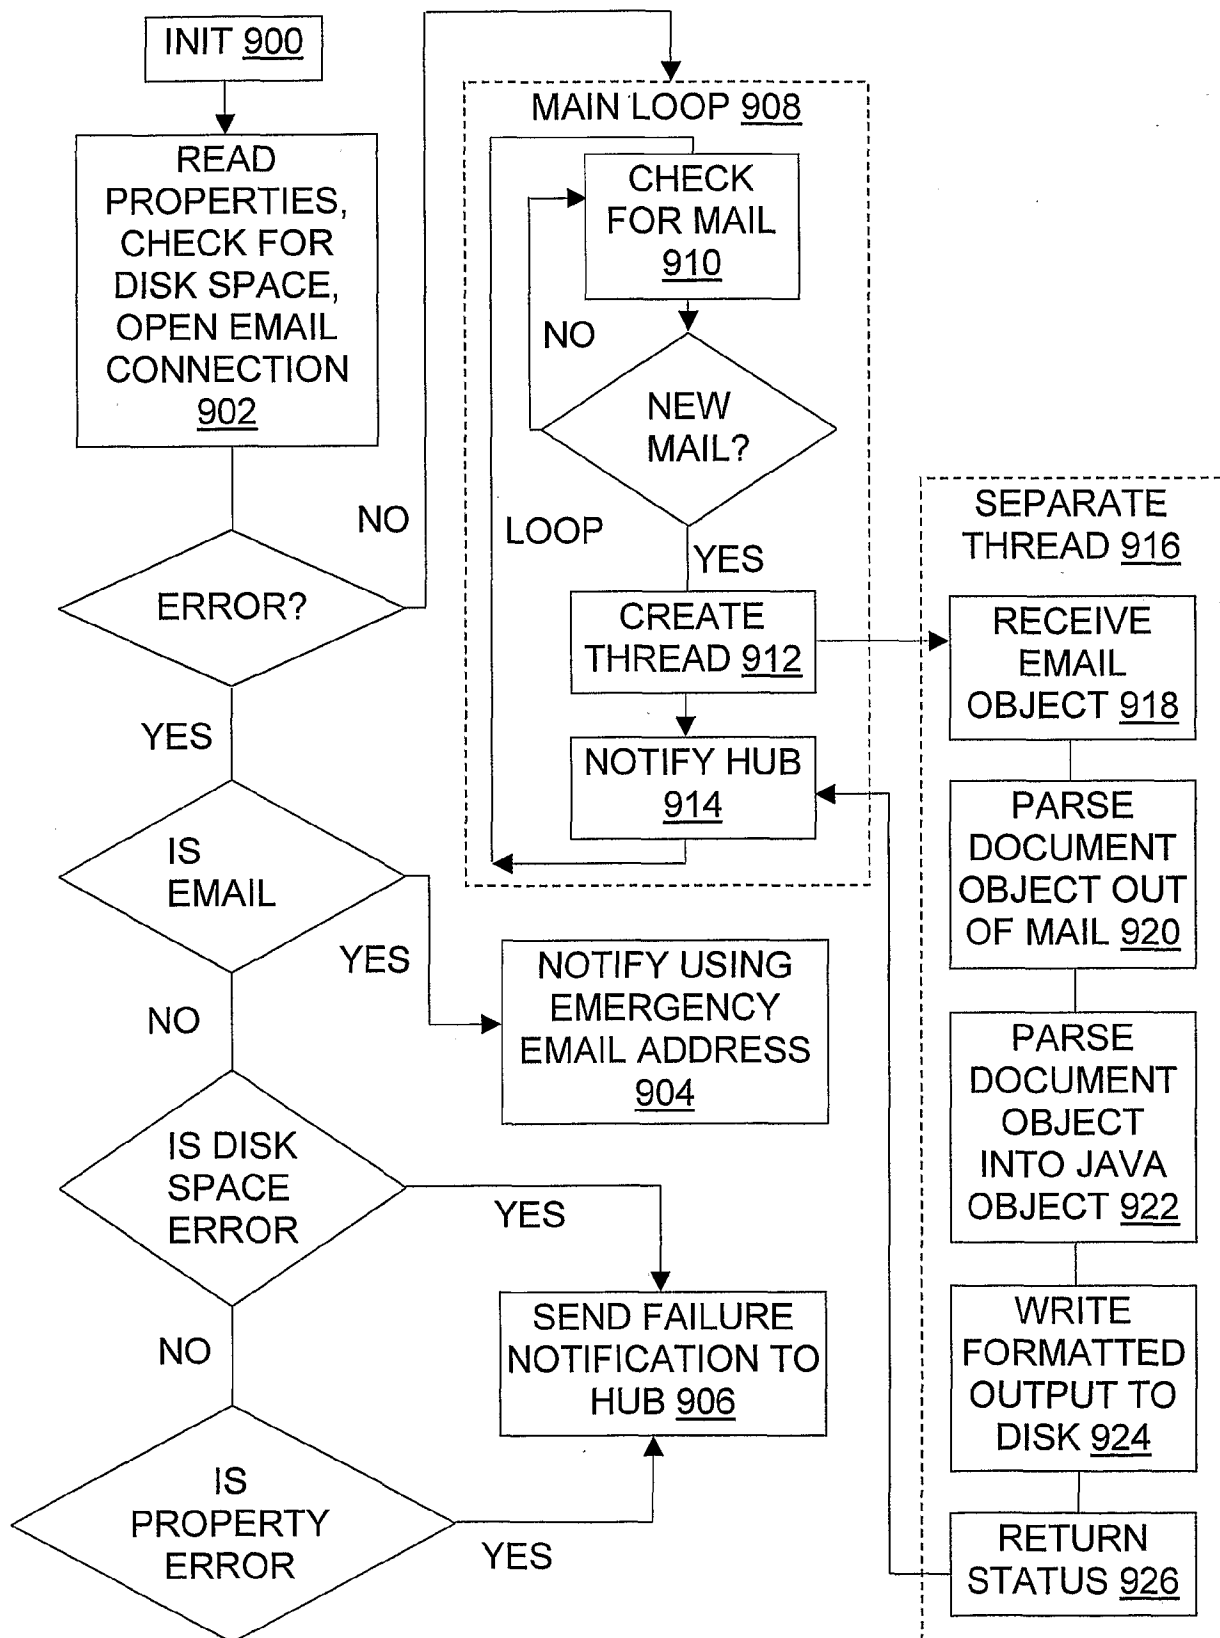 INIT 900
READ
PROPERTIES,
CHECK FOR
DISK SPACE,
OPEN EMAIL
CONNECTION
902
ERROR?
NO
YES
IS
EMAIL
YES
NO
NOTIFY USING
EMERGENCY
EMAIL ADDRESS
904
IS DISK
SPACE
ERROR
YES
NO
SEND FAILURE
NOTIFICATION TO
HUB 906
IS
PROPERTY
ERROR
YES
MAIN LOOP 908
CHECK
FOR MAIL
910
NO
NEW
MAIL?
LOOP
YES
CREATE
THREAD 912
NOTIFY HUB
914
SEPARATE
THREAD 916
RECEIVE
EMAIL
OBJECT 918
PARSE
DOCUMENT
OBJECT OUT
OF MAIL 920
PARSE
DOCUMENT
OBJECT
INTO JAVA
OBJECT 922
WRITE
FORMATTED
OUTPUT TO
DISK 924
RETURN
STATUS 926